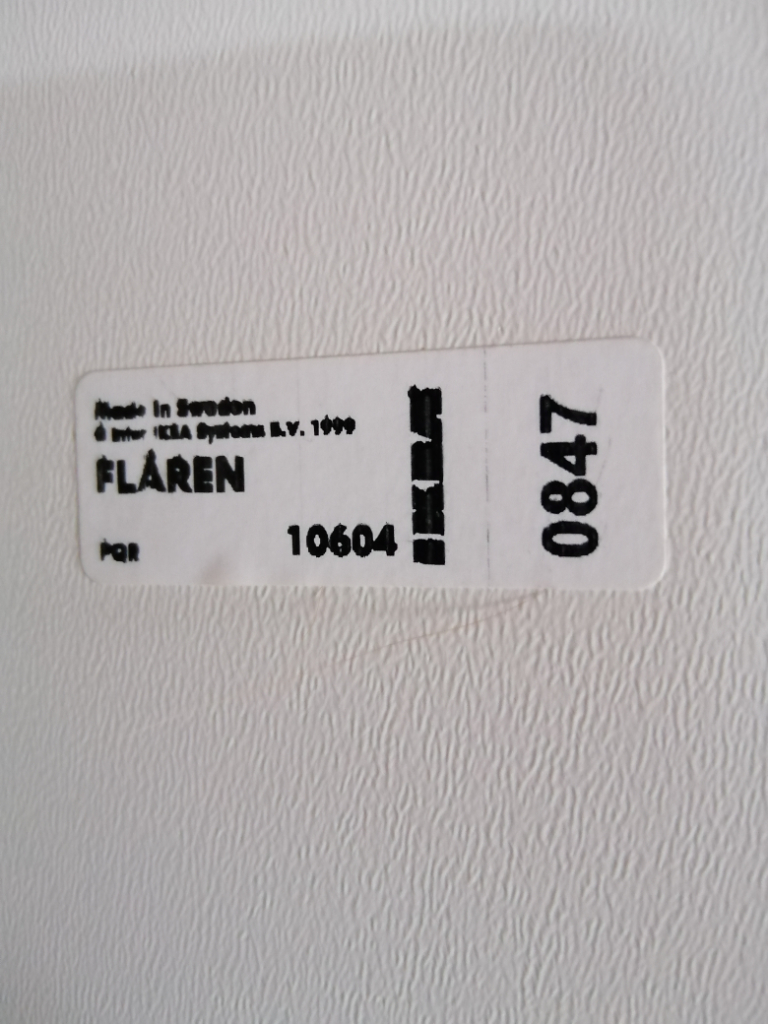 Made in Sweden
© Inter IKEA Systems B.V. 1999
FLÅREN
PQR
10604
IKEA
0847